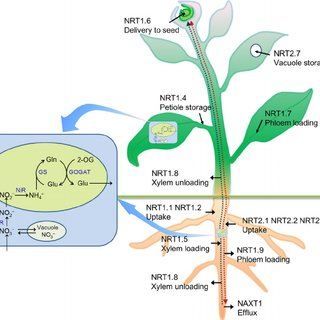 NRT1.6
Delivery to seed
NRT2.7
Vacuole stora
NRT1.4
Petiole storage
NRT1.7
Phloem loading
NRT1.8
Xylem unloading
NRT1.1 NRT1.2
Uptake
NRT2.1 NRT2.2 NRT2
Uptake
NRT1.5
Xylem loading
NRT1.9
Phloem loading
NRT1.8
Xylem unloading
NAXT1
Efflux
Gln
2-OG
GS
GOGAT
Glu
Glu
NO₂⁻
NiR
NH₄⁺
NO₂⁻
R
NO₃⁻
Vacuole
NO₃⁻